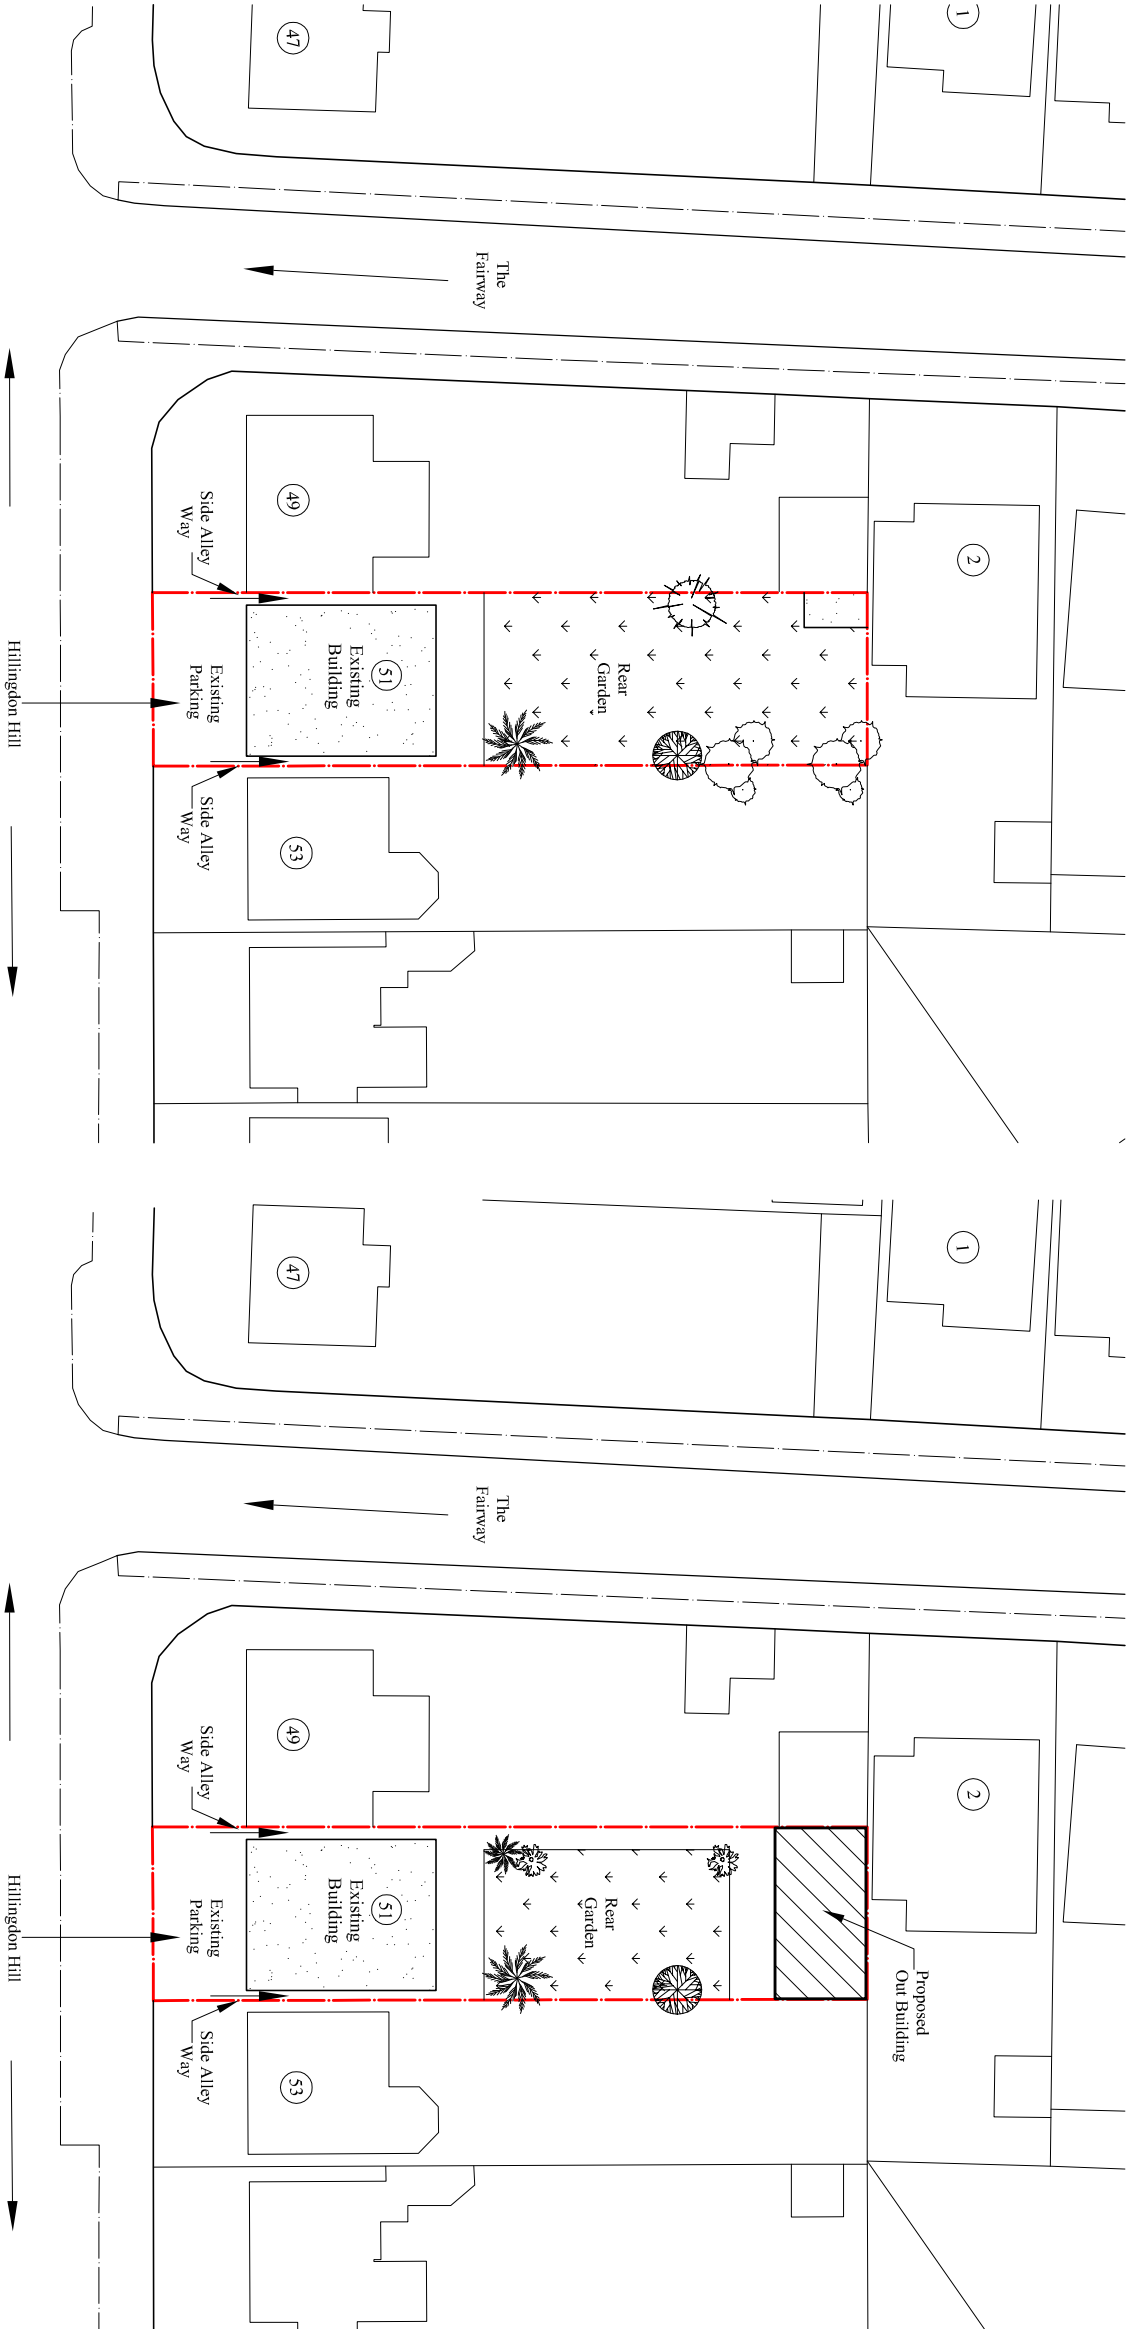 47
1
The
Fairway
49
2
Side Alley
Way
51
Existing
Building
Existing
Parking
Rear
Garden
Hillingdon Hill
Side Alley
Way
53
47
1
The
Fairway
49
2
Side Alley
Way
51
Existing
Building
Existing
Parking
Rear
Garden
Proposed
Out Building
Hillingdon Hill
Side Alley
Way
53